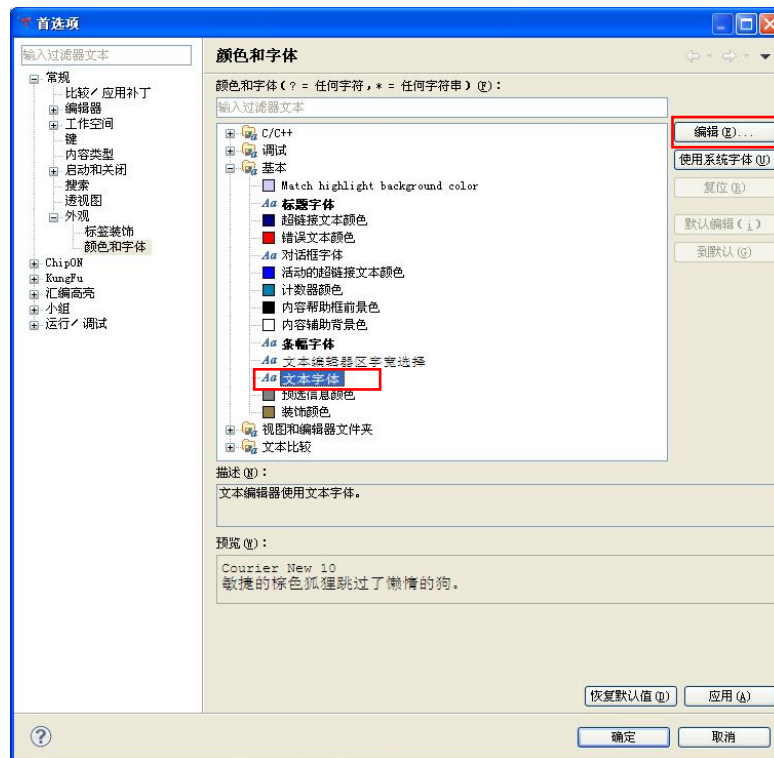 首选项
输入过滤器文本
常规
比较/ 应用补丁
编辑器
工作空间
键
内容类型
启动和关闭
搜索
透视图
外观
标签装饰
颜色和字体
ChipON
KungFu
汇编高亮
小组
运行/ 调试
颜色和字体
颜色和字体(? = 任何字符,* = 任何字符串) (F):
输入过滤器文本
C/C++
调试
基本
Match highlight background color
Aa 标题字体
超链接文本颜色
错误文本颜色
Aa 对话框字体
活动的超链接文本颜色
计数器颜色
内容帮助框前景色
内容辅助背景色
Aa 条幅字体
Aa 文本编辑器区字宽选择
Aa 文本字体
预选信息颜色
装饰颜色
视图和编辑器文件夹
文本比较
编辑(E)...
使用系统字体(U)
复位(R)
默认编辑(i)
到默认(G)
描述(N):
文本编辑器使用文本字体。
预览(W):
Courier New 10
敏捷的棕色狐狸跳过了懒惰的狗。
恢复默认值(D)
应用(A)
确定
取消